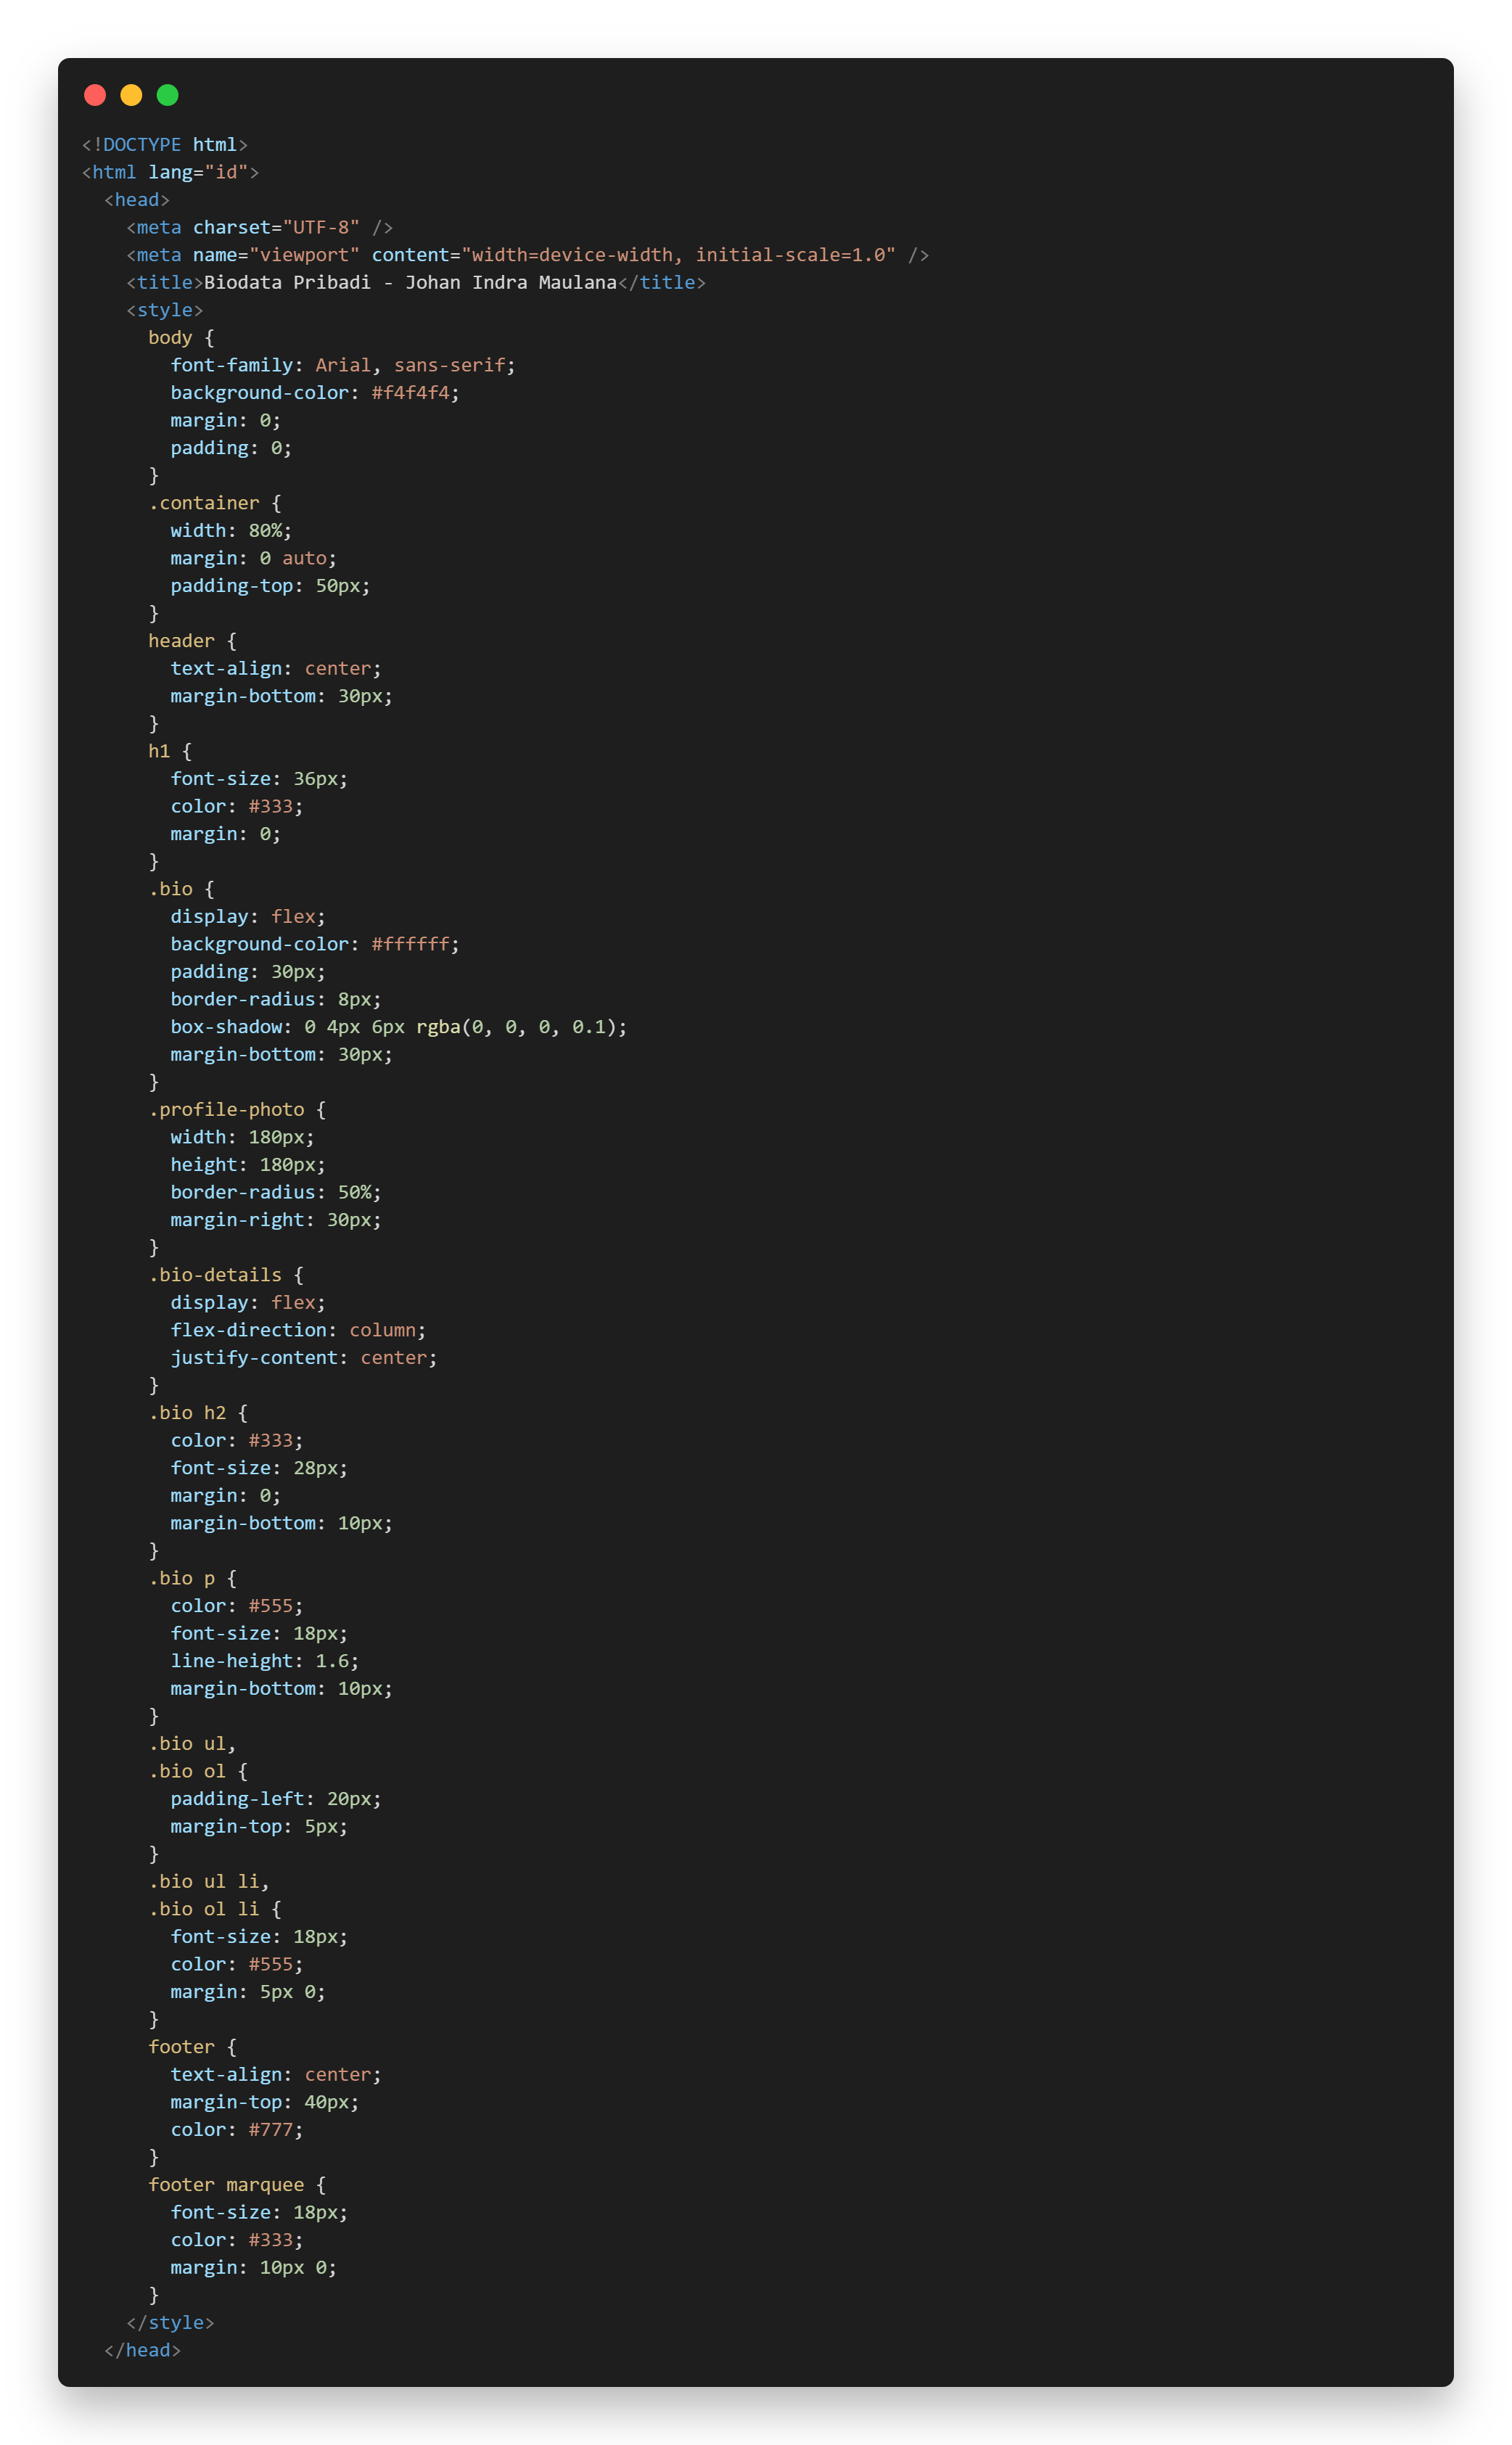 <!DOCTYPE html>
<html lang="id">
  <head>
    <meta charset="UTF-8" />
    <meta name="viewport" content="width=device-width, initial-scale=1.0" />
    <title>Biodata Pribadi - Johan Indra Maulana</title>
    <style>
      body {
        font-family: Arial, sans-serif;
        background-color: #f4f4f4;
        margin: 0;
        padding: 0;
      }
      .container {
        width: 80%;
        margin: 0 auto;
        padding-top: 50px;
      }
      header {
        text-align: center;
        margin-bottom: 30px;
      }
      h1 {
        font-size: 36px;
        color: #333;
        margin: 0;
      }
      .bio {
        display: flex;
        background-color: #ffffff;
        padding: 30px;
        border-radius: 8px;
        box-shadow: 0 4px 6px rgba(0, 0, 0, 0.1);
        margin-bottom: 30px;
      }
      .profile-photo {
        width: 180px;
        height: 180px;
        border-radius: 50%;
        margin-right: 30px;
      }
      .bio-details {
        display: flex;
        flex-direction: column;
        justify-content: center;
      }
      .bio h2 {
        color: #333;
        font-size: 28px;
        margin: 0;
        margin-bottom: 10px;
      }
      .bio p {
        color: #555;
        font-size: 18px;
        line-height: 1.6;
        margin-bottom: 10px;
      }
      .bio ul,
      .bio ol {
        padding-left: 20px;
        margin-top: 5px;
      }
      .bio ul li,
      .bio ol li {
        font-size: 18px;
        color: #555;
        margin: 5px 0;
      }
      footer {
        text-align: center;
        margin-top: 40px;
        color: #777;
      }
      footer marquee {
        font-size: 18px;
        color: #333;
        margin: 10px 0;
      }
    </style>
  </head>